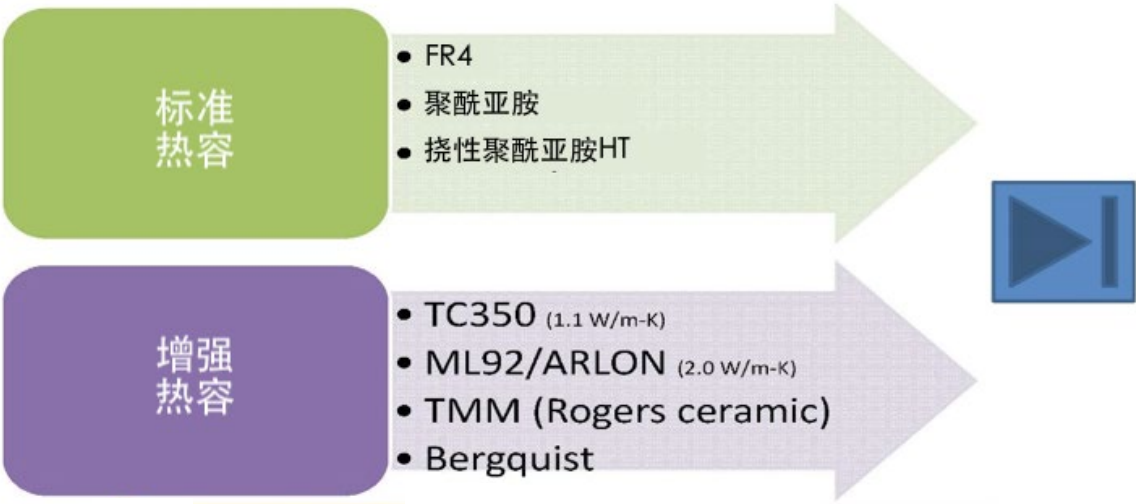 标准
热容
• FR4
• 聚酰亚胺
• 挠性聚酰亚胺HT
增强
热容
• TC350 (1.1 W/m-K)
• ML92/ARLON (2.0 W/m-K)
• TMM (Rogers ceramic)
• Bergquist